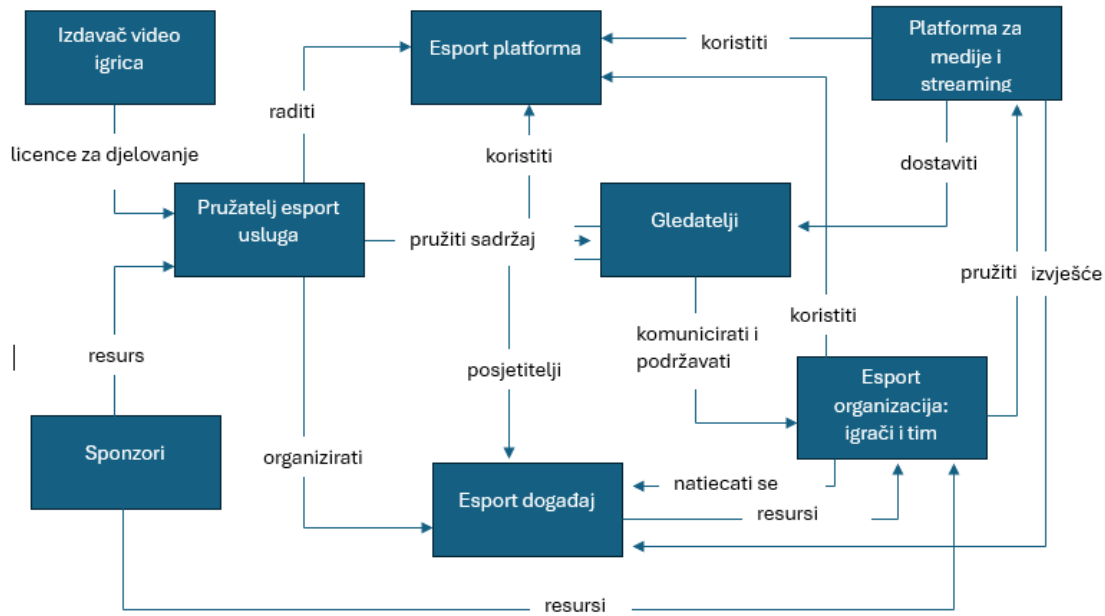 Izdavač video
igrica
Esport platforma
koristiti
Platforma za
medije i
streaming
raditi
licence za djelovanje
koristiti
dostaviti
Pružatelj esport
usluga
pružiti sadržaj
Gledatelji
pružiti
izvješće
koristiti
komunicirati i
podržavati
resurs
posjetitelji
Esport
organizacija:
igrači i tim
Sponzori
organizirati
Esport događaj
natiecati se
resursi
resursi